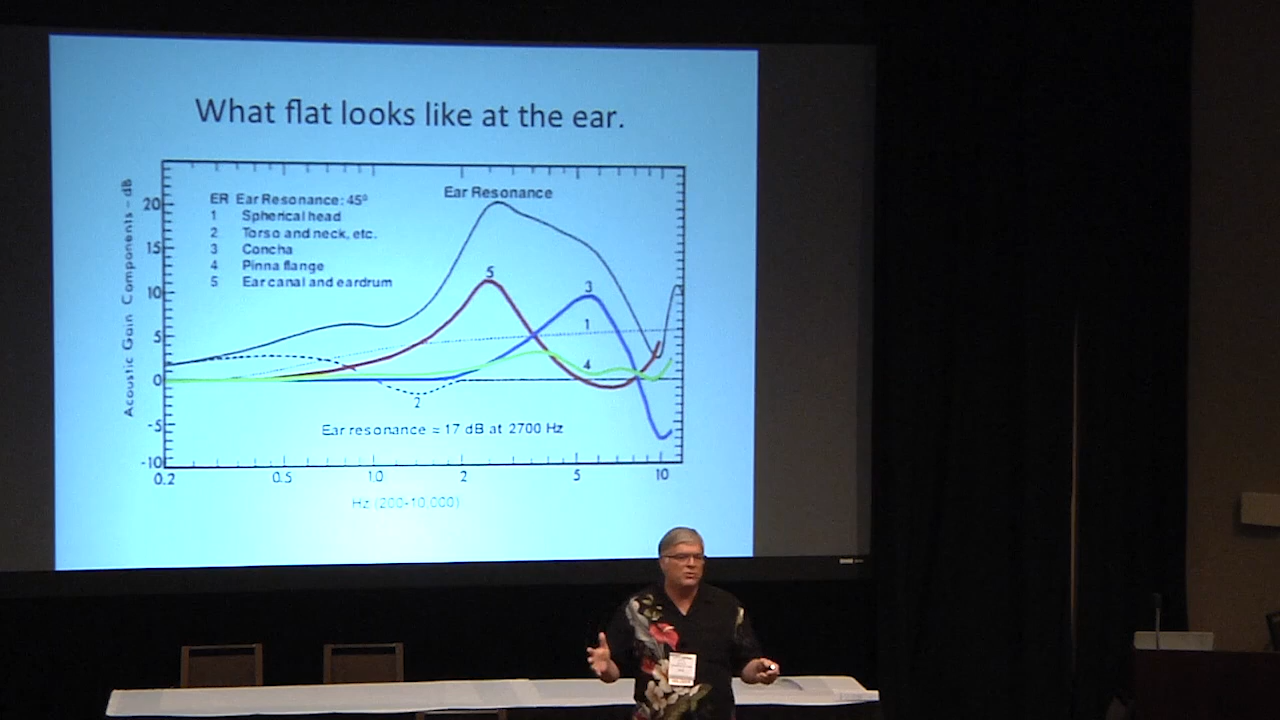 What flat looks like at the ear.
Ear Resonance
ER Ear Resonance: 45º
1 Spherical head
2 Torso and neck, etc.
3 Concha
4 Pinna flange
5 Ear canal and eardrum
Acoustic Gain Components - dB
20
15
10
5
0
-5
-10
5
3
1
4
2
Ear resonance = 17 dB at 2700 Hz
0.2 0.5 1.0 2 5 10
Hz (200-10,000)